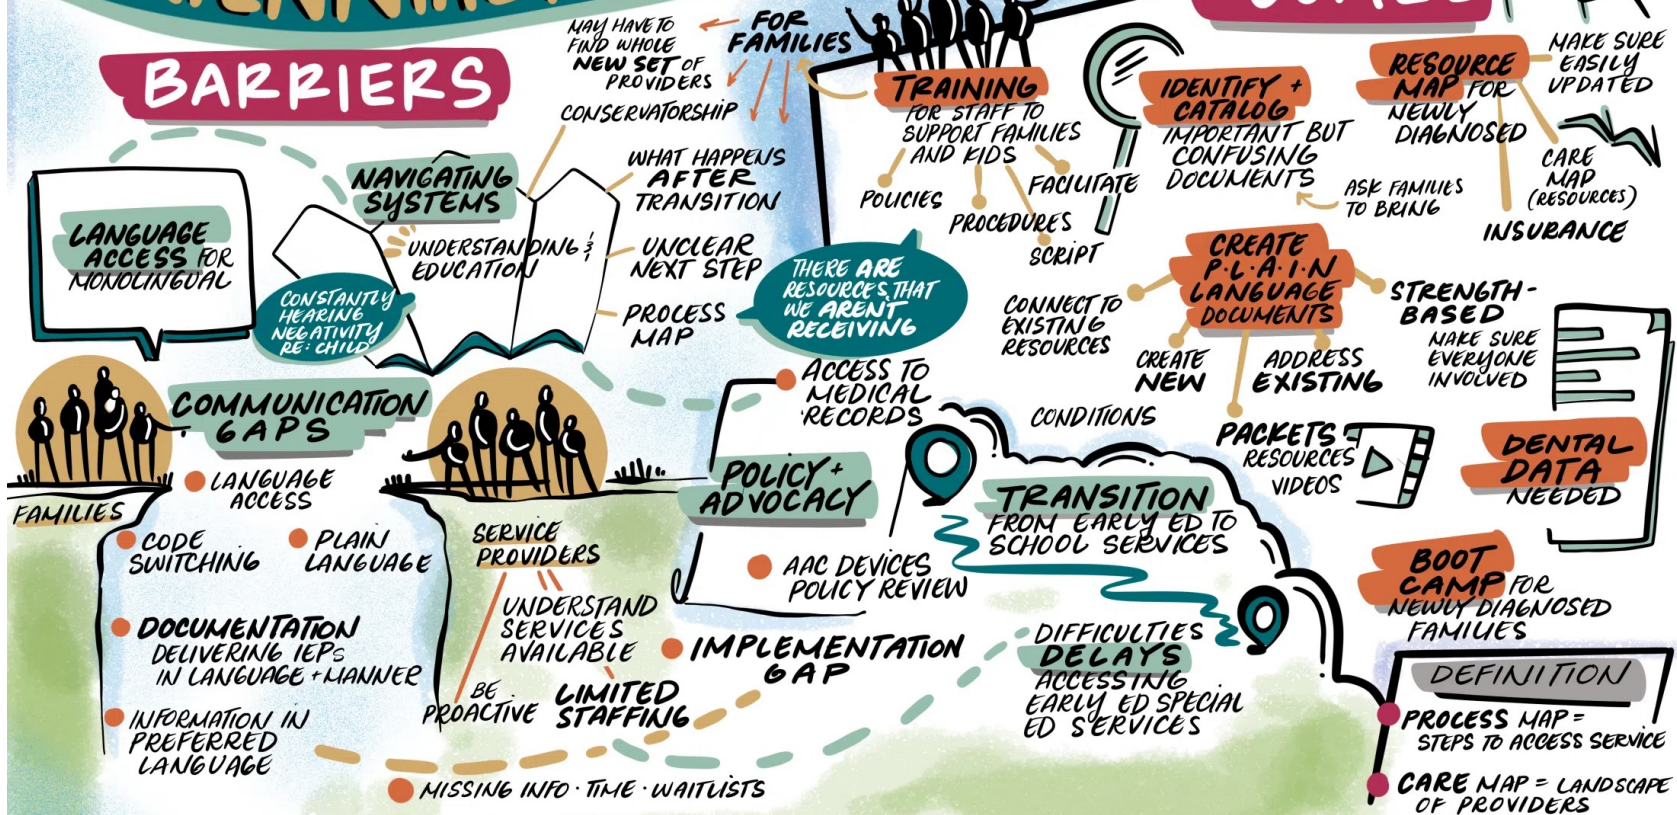 BARRIERS
LANGUAGE
ACCESS FOR
MONOLINGUAL
NAVIGATING
SYSTEMS
UNDERSTANDING &
EDUCATION
CONSTANTLY
HEARING
NEGATIVITY
RE: CHILD
MAY HAVE TO
FIND WHOLE
NEW SET OF
PROVIDERS
CONSERVATORSHIP
WHAT HAPPENS
AFTER
TRANSITION
UNCLEAR
NEXT STEP
PROCESS
MAP
FOR
FAMILIES
TRAINING
FOR STAFF TO
SUPPORT FAMILIES
AND KIDS
POLICIES
PROCEDURES
FACILITATE
SCRIPT
THERE ARE
RESOURCES THAT
WE AREN'T
RECEIVING
IDENTIFY +
CATALOG
IMPORTANT BUT
CONFUSING
DOCUMENTS
ASK FAMILIES
TO BRING
RESOURCE
MAP FOR
NEWLY
DIAGNOSED
MAKE SURE
EASILY
UPDATED
CARE
MAP
(RESOURCES)
INSURANCE
CREATE
P·L·A·I·N
LANGUAGE
DOCUMENTS
CONNECT TO
EXISTING
RESOURCES
CREATE
NEW
ADDRESS
EXISTING
STRENGTH-
BASED
MAKE SURE
EVERYONE
INVOLVED
PACKETS
RESOURCES
VIDEOS
CONDITIONS
DENTAL
DATA
NEEDED
BOOT
CAMP FOR
NEWLY DIAGNOSED
FAMILIES
COMMUNICATION
GAPS
FAMILIES
LANGUAGE
ACCESS
CODE
SWITCHING
PLAIN
LANGUAGE
DOCUMENTATION
DELIVERING IEPs
IN LANGUAGE + MANNER
INFORMATION IN
PREFERRED
LANGUAGE
SERVICE
PROVIDERS
UNDERSTAND
SERVICES
AVAILABLE
BE
PROACTIVE
LIMITED
STAFFING
MISSING INFO · TIME · WAITLISTS
POLICY +
ADVOCACY
ACCESS TO
MEDICAL
RECORDS
AAC DEVICES
POLICY REVIEW
IMPLEMENTATION
GAP
TRANSITION
FROM EARLY ED TO
SCHOOL SERVICES
DIFFICULTIES
DELAYS
ACCESSING
EARLY ED SPECIAL
ED SERVICES
DEFINITION
PROCESS MAP =
STEPS TO ACCESS SERVICE
CARE MAP = LANDSCAPE
OF PROVIDERS